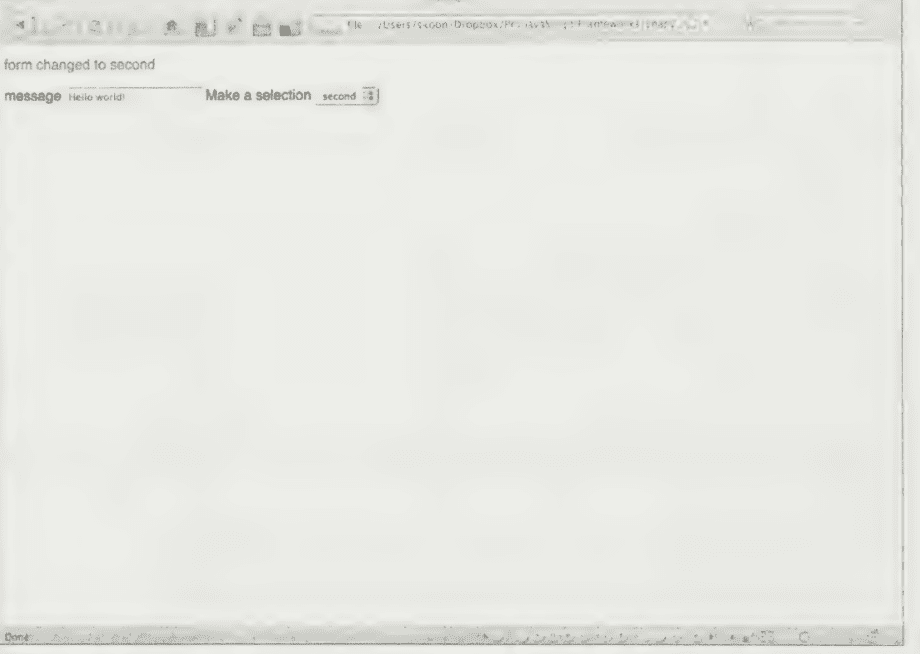 form changed to second
message Hello world! Make a selection second
Done